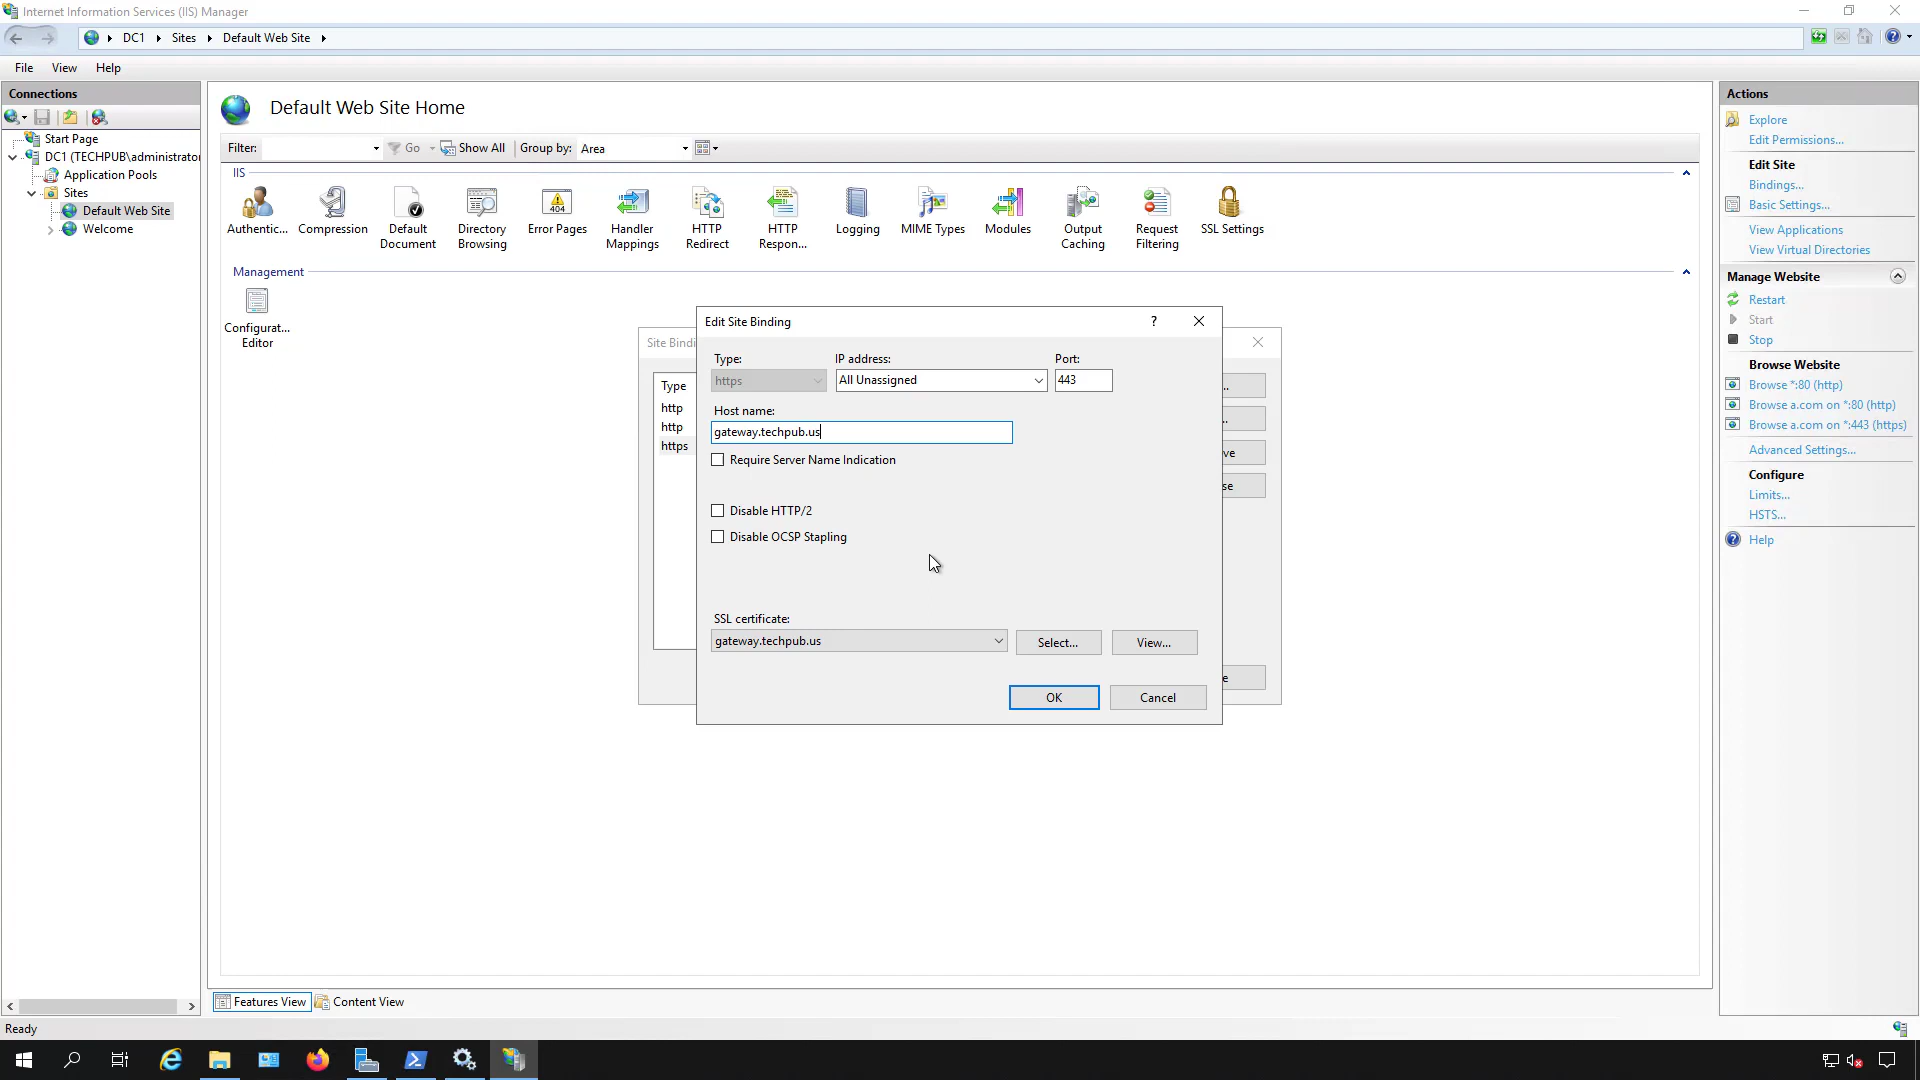 Internet Information Services (IIS) Manager
DC1 Sites Default Web Site
File View Help
Connections
Start Page
DC1 (TECHPUB\administrator
Application Pools
Sites
Default Web Site
Welcome
Default Web Site Home
Filter: Go Show All Group by: Area
IIS
Authentic...
Compression
Default Document
Directory Browsing
Error Pages
404
Handler Mappings
HTTP Redirect
HTTP Respon...
Logging
MIME Types
Modules
Output Caching
Request Filtering
SSL Settings
Management
Configurat... Editor
Site Bindi
Type
http
http
https
..
..
ve
se
e
Edit Site Binding
?
Type: IP address: Port:
https All Unassigned 443
Host name:
gateway.techpub.us
Require Server Name Indication
Disable HTTP/2
Disable OCSP Stapling
SSL certificate:
gateway.techpub.us Select... View...
OK Cancel
Actions
Explore
Edit Permissions...
Edit Site
Bindings...
Basic Settings...
View Applications
View Virtual Directories
Manage Website
Restart
Start
Stop
Browse Website
Browse *:80 (http)
Browse a.com on *:80 (http)
Browse a.com on *:443 (https)
Advanced Settings...
Configure
Limits...
HSTS...
Help
Features View Content View
Ready